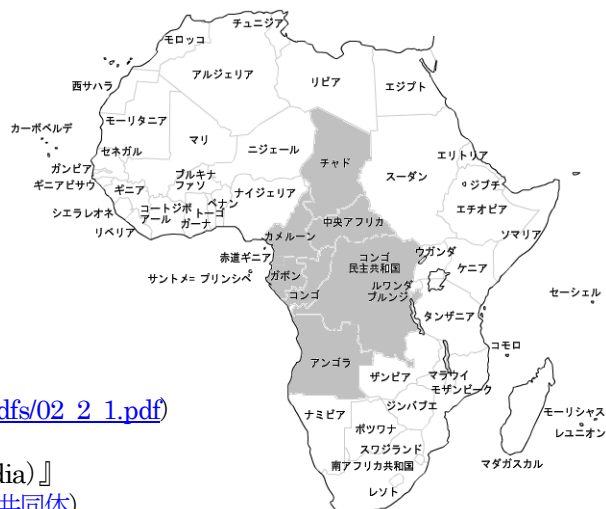 チュニジア
モロッコ
アルジェリア
リビア
エジプト
西サハラ
モーリタニア
カーボベルデ
マリ
ニジェール
セネガル
チャド
エリトリア
ガンビア
ブルキナ
ファソ
スーダン
ジブチ
ギニアビサウ
ギニア
ベナン
ナイジェリア
シエラレオネ
コートジボ
アール
トーゴ
ガーナ
エチオピア
リベリア
中央アフリカ
ソマリア
カメルーン
赤道ギニア
コンゴ
民主共和国
ウガンダ
ケニア
サントメ= プリンシペ
ガボン
ルワンダ
ブルンジ
コンゴ
セーシェル
タンザニア
コモロ
アンゴラ
ザンビア
マラウイ
モザンビーク
ジンバブエ
ナミビア
モーリシャス
ボツワナ
レユニオン
スワジランド
マダガスカル
南アフリカ共和国
レソト
dfs/02_2_1.pdf)
dia)』
共同体)